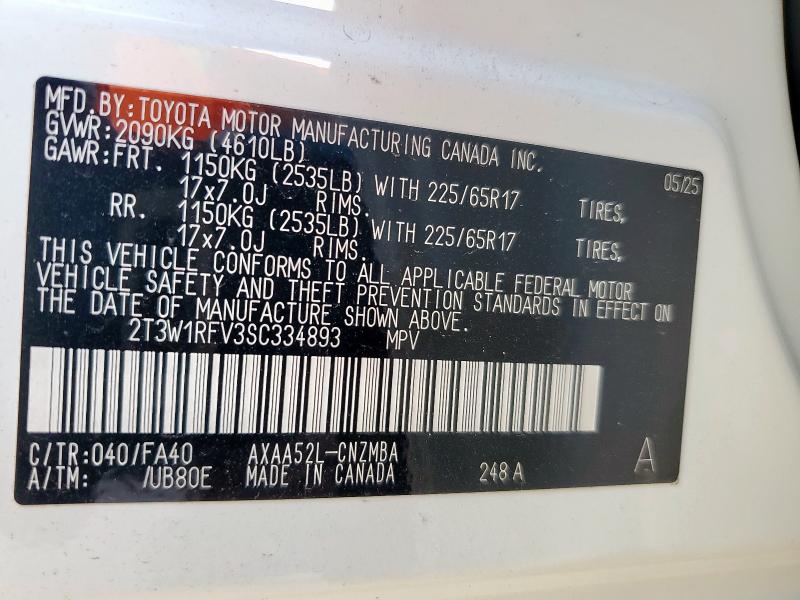 MFD. BY: TOYOTA MOTOR MANUFACTURING CANADA INC.
GVWR: 2090KG (4610LB) 05/25
GAWR: FRT. 1150KG (2535LB) WITH 225/65R17 TIRES,
17x7.0J RIMS.
RR. 1150KG (2535LB) WITH 225/65R17 TIRES,
17x7.0J RIMS.
THIS VEHICLE CONFORMS TO ALL APPLICABLE FEDERAL MOTOR
VEHICLE SAFETY AND THEFT PREVENTION STANDARDS IN EFFECT ON
THE DATE OF MANUFACTURE SHOWN ABOVE.
2T3W1RFV3SC334893 MPV
C/TR: 040/FA40 AXAA52L-CNZMBA A
A/TM: /UB80E MADE IN CANADA 248 A